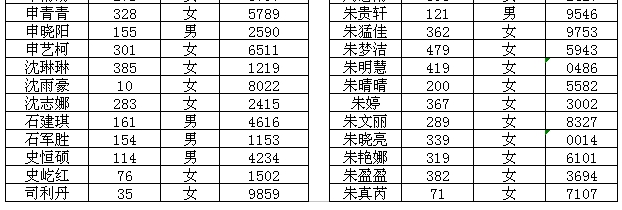 申青青 328 女 5789
申晓阳 155 男 2590
申艺柯 301 女 6511
沈琳琳 385 女 1219
沈雨豪 10 女 8022
沈志娜 283 女 2415
石建琪 161 男 4616
石军胜 154 男 1153
史恒硕 114 男 4234
史屹红 76 女 1502
司利丹 35 女 9859
朱贵轩 121 男 9546
朱猛佳 362 女 9753
朱梦洁 479 女 5943
朱明慧 419 女 0486
朱晴晴 200 女 5582
朱婷 367 女 3002
朱文丽 289 女 8327
朱晓亮 339 女 0014
朱艳娜 319 女 6101
朱盈盈 382 女 3694
朱真芮 71 女 7107